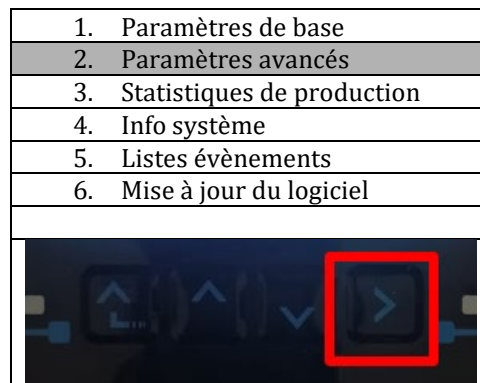 1. Paramètres de base
2. Paramètres avancés
3. Statistiques de production
4. Info système
5. Listes évènements
6. Mise à jour du logiciel